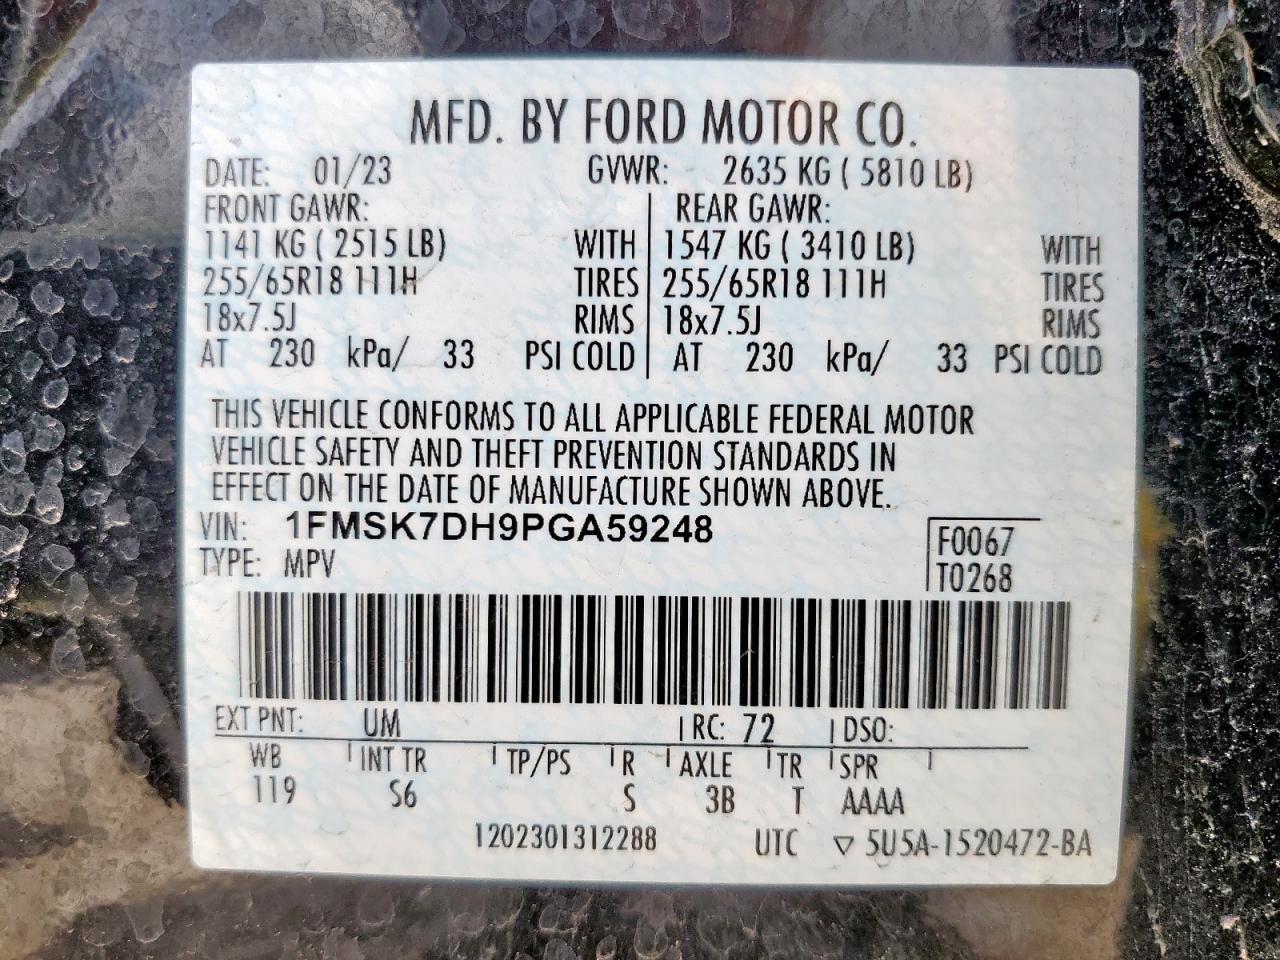 MFD. BY FORD MOTOR CO.
DATE: 01/23 GVWR: 2635 KG ( 5810 LB)
FRONT GAWR: REAR GAWR:
1141 KG ( 2515 LB) WITH 1547 KG ( 3410 LB) WITH
255/65R18 111H TIRES 255/65R18 111H TIRES
18x7.5J RIMS 18x7.5J RIMS
AT 230 kPa/ 33 PSI COLD AT 230 kPa/ 33 PSI COLD
THIS VEHICLE CONFORMS TO ALL APPLICABLE FEDERAL MOTOR
VEHICLE SAFETY AND THEFT PREVENTION STANDARDS IN
EFFECT ON THE DATE OF MANUFACTURE SHOWN ABOVE.
VIN: 1FMSK7DH9PGA59248 F0067
TYPE: MPV T0268
EXT PNT: UM RC: 72 DSO:
WB INT TR TP/PS R AXLE TR SPR
119 S6 S 3B T AAAA
1202301312288 UTC ▽ 5U5A-1520472-BA